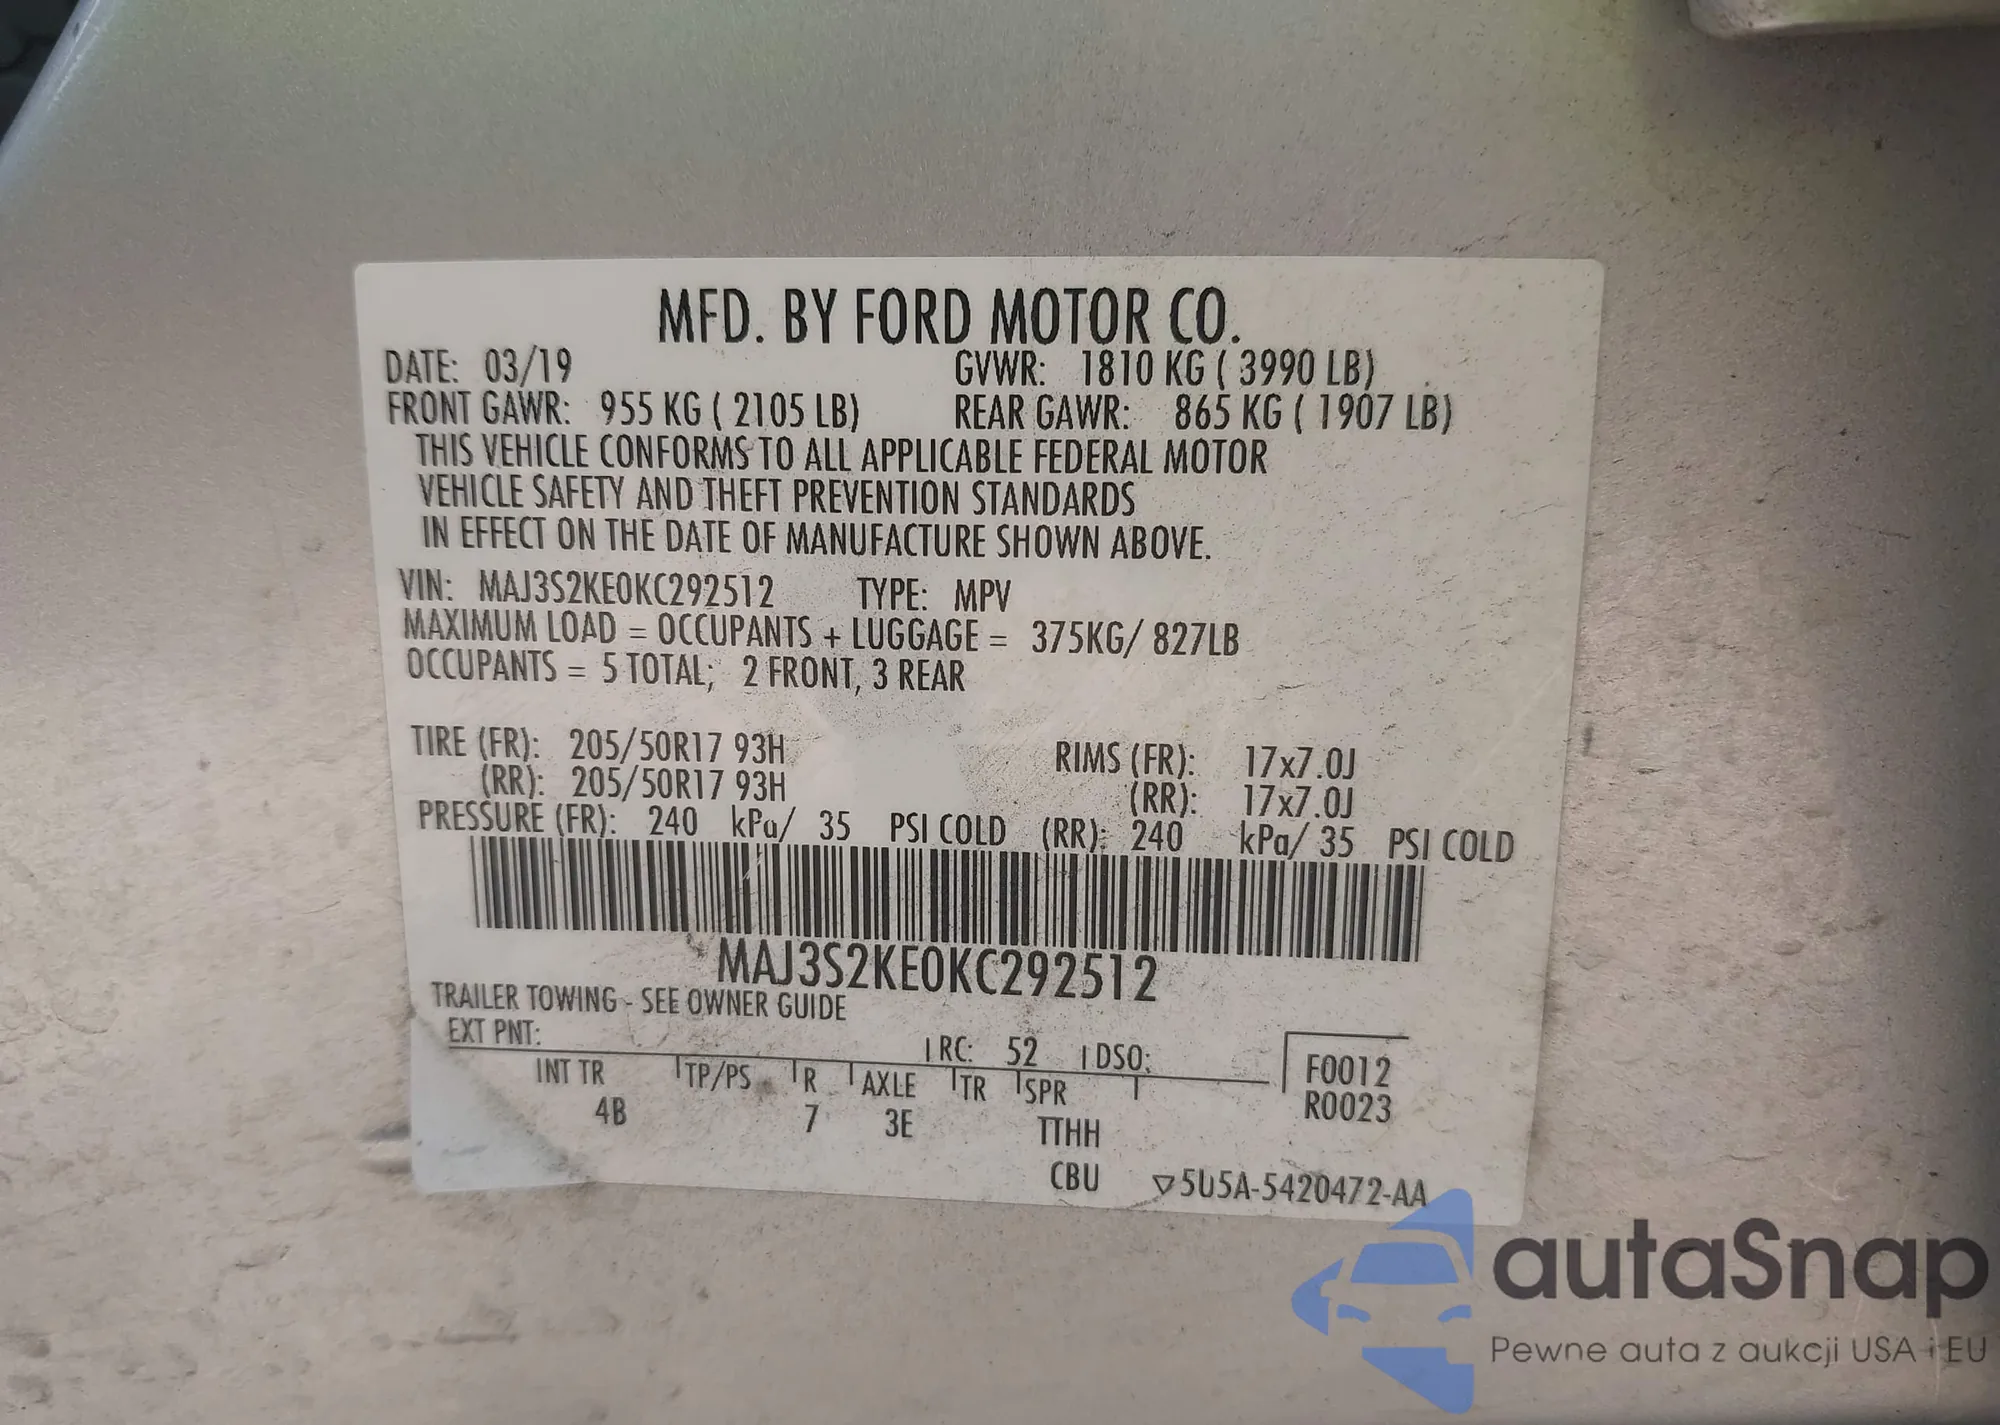 MFD. BY FORD MOTOR CO.
DATE: 03/19 GVWR: 1810 KG ( 3990 LB)
FRONT GAWR: 955 KG ( 2105 LB) REAR GAWR: 865 KG ( 1907 LB)
THIS VEHICLE CONFORMS TO ALL APPLICABLE FEDERAL MOTOR
VEHICLE SAFETY AND THEFT PREVENTION STANDARDS
IN EFFECT ON THE DATE OF MANUFACTURE SHOWN ABOVE.
VIN: MAJ3S2KE0KC292512 TYPE: MPV
MAXIMUM LOAD = OCCUPANTS + LUGGAGE = 375KG/ 827LB
OCCUPANTS = 5 TOTAL; 2 FRONT, 3 REAR
TIRE (FR): 205/50R17 93H RIMS (FR): 17x7.0J
(RR): 205/50R17 93H (RR): 17x7.0J
PRESSURE (FR): 240 kPa/ 35 PSI COLD (RR): 240 kPa/ 35 PSI COLD
MAJ3S2KE0KC292512
TRAILER TOWING - SEE OWNER GUIDE
EXT PNT: RC: 52 DSO: F0012
INT TR TP/PS R AXLE TR SPR R0023
4B 7 3E TTHH
CBU ▽5U5A-5420472-AA
autaSnap
Pewne auta z aukcji USA i EU